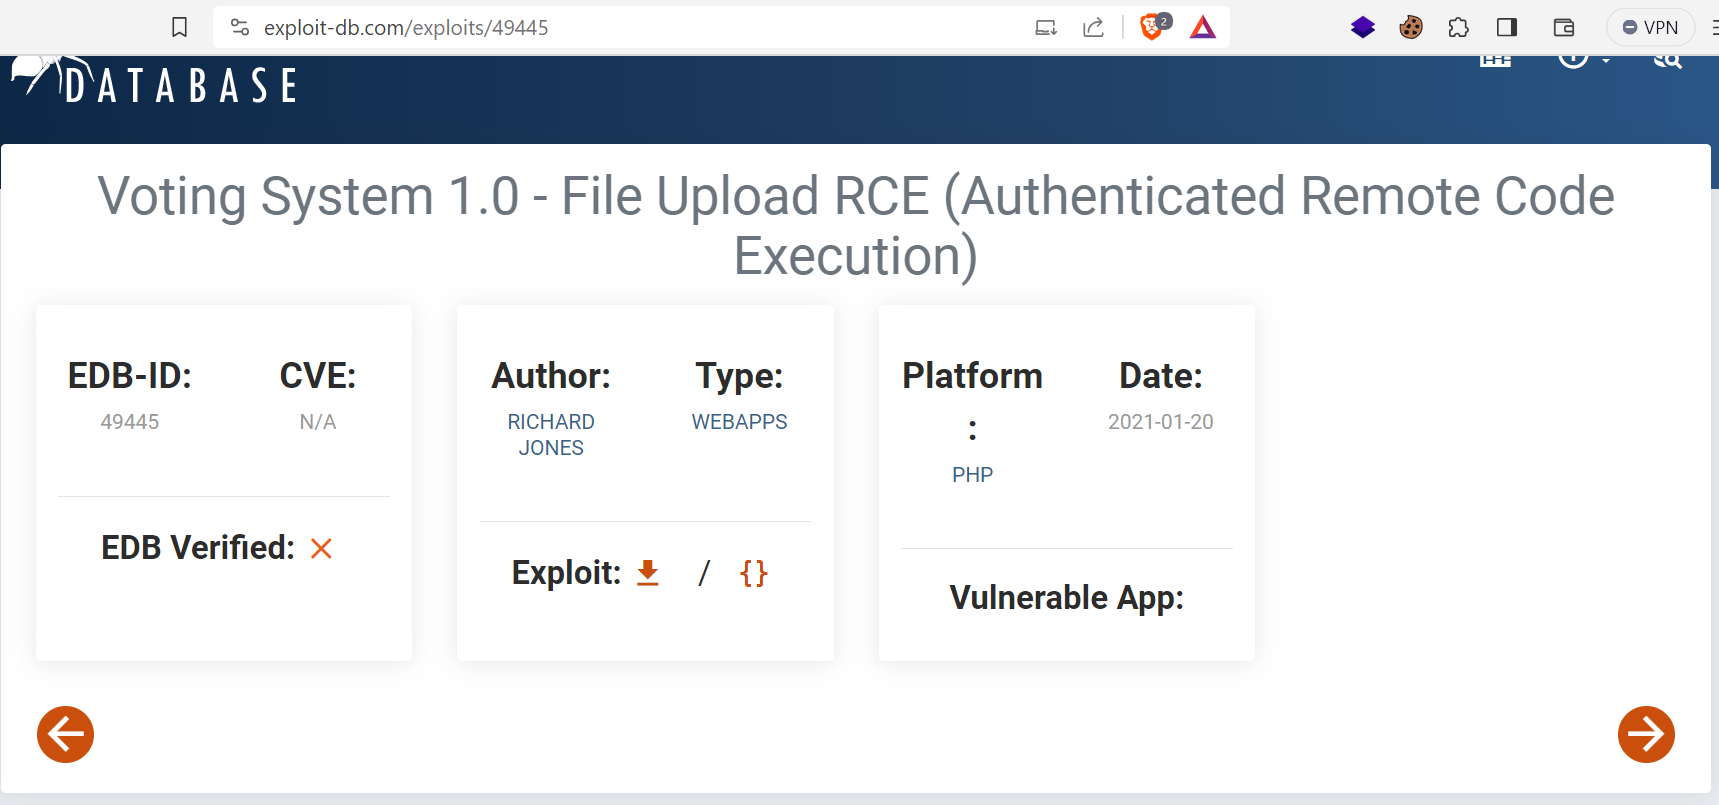 exploit-db.com/exploits/49445
2
VPN
DATABASE
Voting System 1.0 - File Upload RCE (Authenticated Remote Code
Execution)
EDB-ID:
49445
CVE:
N/A
EDB Verified:
Author:
RICHARD
JONES
Type:
WEBAPPS
Exploit:
/
{}
Platform
:
PHP
Date:
2021-01-20
Vulnerable App: